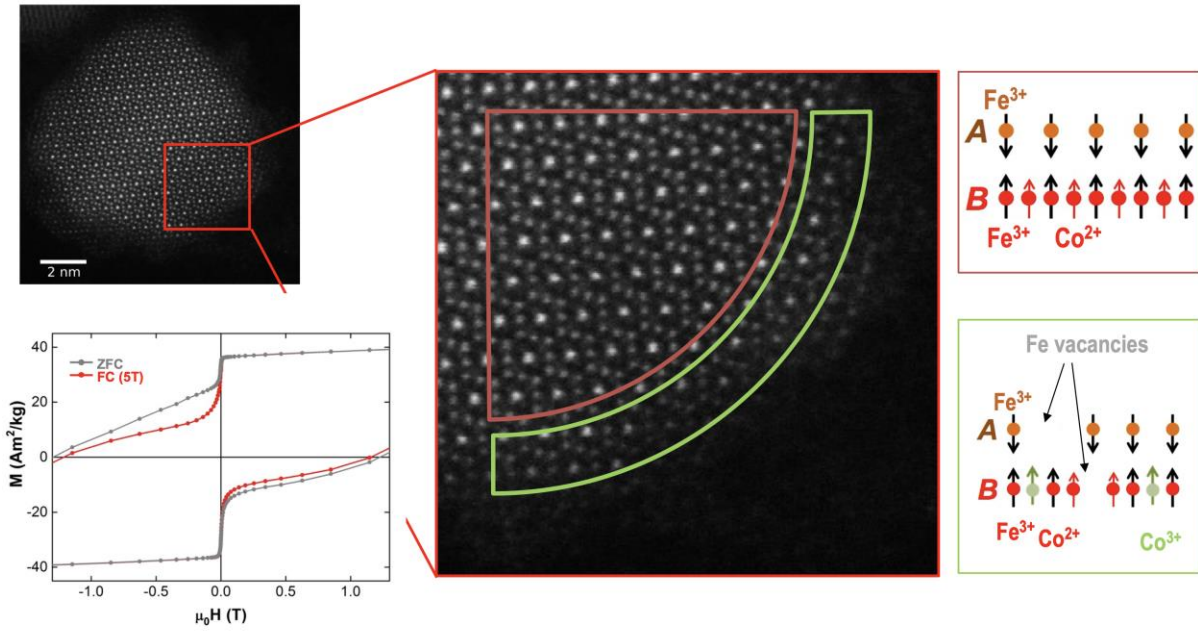 2 nm
40
20
0
-20
-40
M (Am²/kg)
ZFC
FC (5T)
-1.0
-0.5
0.0
0.5
1.0
μ₀H (T)
Fe³⁺
A
B
Fe³⁺
Co²⁺
Fe vacancies
Fe³⁺
A
B
Fe³⁺
Co²⁺
Co³⁺